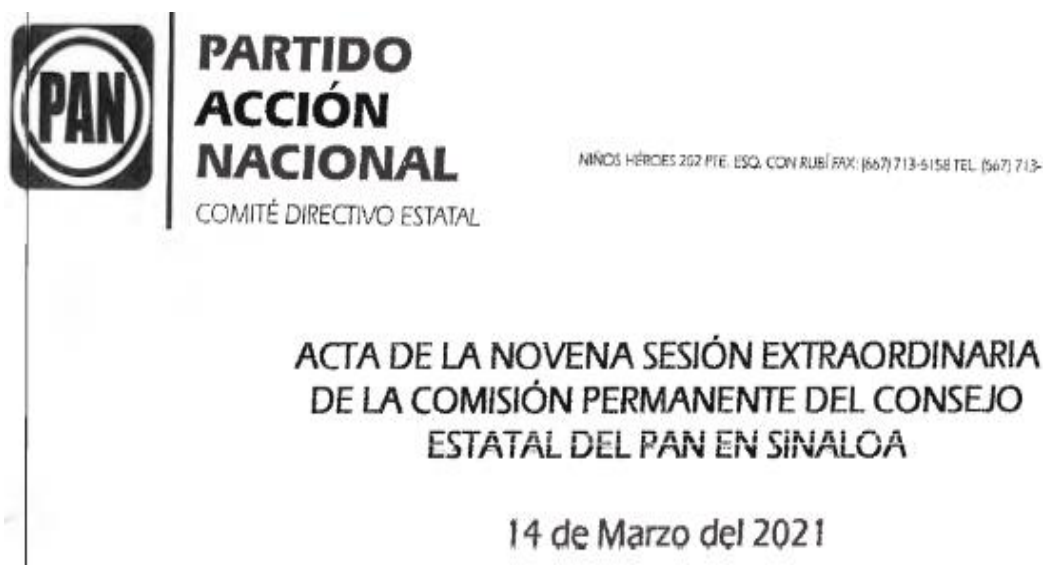 PAN
PARTIDO
ACCIÓN
NACIONAL
COMITÉ DIRECTIVO ESTATAL
NIÑOS HÉROES 202 PTE. ESQ. CON RUBÍ FAX: (667) 713-6158 TEL. (667) 713-
ACTA DE LA NOVENA SESIÓN EXTRAORDINARIA
DE LA COMISIÓN PERMANENTE DEL CONSEJO
ESTATAL DEL PAN EN SINALOA
14 de Marzo del 2021